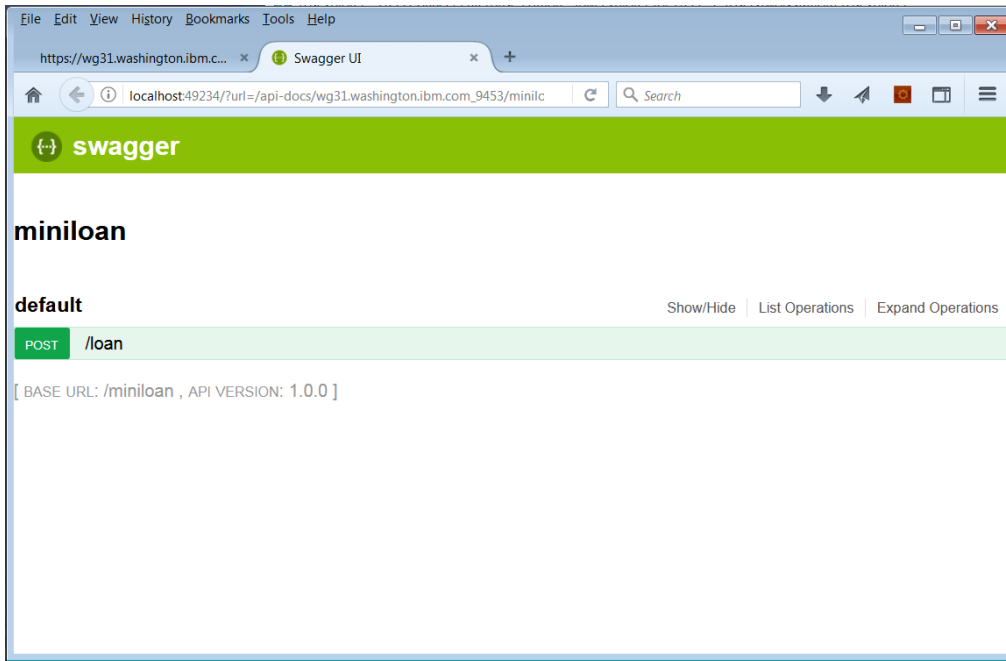 File Edit View History Bookmarks Tools Help
https://wg31.washington.ibm.c... × Swagger UI × +
localhost:49234/?url=/api-docs/wg31.washington.ibm.com_9453/minilo Search
{··} swagger
miniloan
default
Show/Hide List Operations Expand Operations
POST /loan
[ BASE URL: /miniloan , API VERSION: 1.0.0 ]